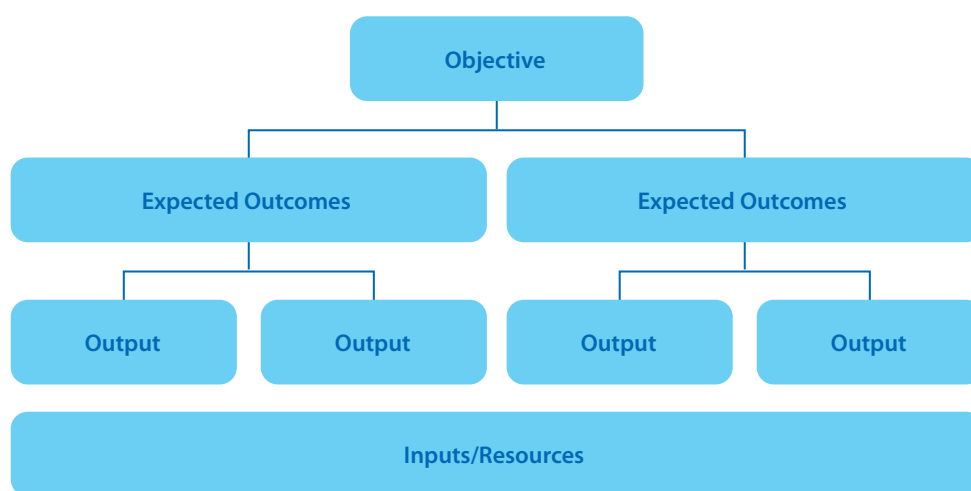 Objective
Expected Outcomes
Expected Outcomes
Output
Output
Output
Output
Inputs/Resources